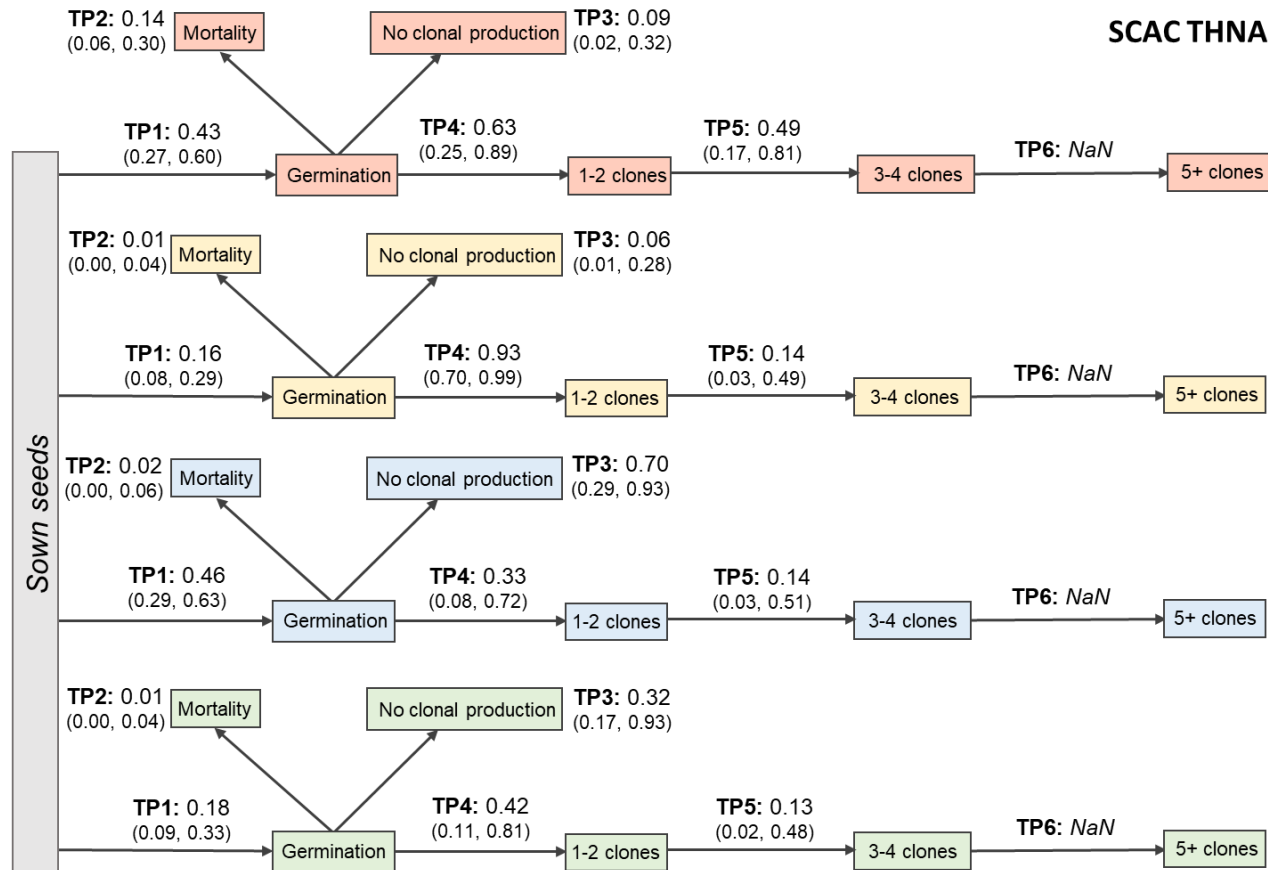 TP2: 0.14
(0.06, 0.30)
Mortality
No clonal production
TP3: 0.09
(0.02, 0.32)
SCAC THNA
TP1: 0.43
(0.27, 0.60)
Germination
TP4: 0.63
(0.25, 0.89)
1-2 clones
TP5: 0.49
(0.17, 0.81)
3-4 clones
TP6: NaN
5+ clones
TP2: 0.01
(0.00, 0.04)
Mortality
No clonal production
TP3: 0.06
(0.01, 0.28)
TP1: 0.16
(0.08, 0.29)
Germination
TP4: 0.93
(0.70, 0.99)
1-2 clones
TP5: 0.14
(0.03, 0.49)
3-4 clones
TP6: NaN
5+ clones
Sown seeds
TP2: 0.02
(0.00, 0.06)
Mortality
No clonal production
TP3: 0.70
(0.29, 0.93)
TP1: 0.46
(0.29, 0.63)
Germination
TP4: 0.33
(0.08, 0.72)
1-2 clones
TP5: 0.14
(0.03, 0.51)
3-4 clones
TP6: NaN
5+ clones
TP2: 0.01
(0.00, 0.04)
Mortality
No clonal production
TP3: 0.32
(0.17, 0.93)
TP1: 0.18
(0.09, 0.33)
Germination
TP4: 0.42
(0.11, 0.81)
1-2 clones
TP5: 0.13
(0.02, 0.48)
3-4 clones
TP6: NaN
5+ clones